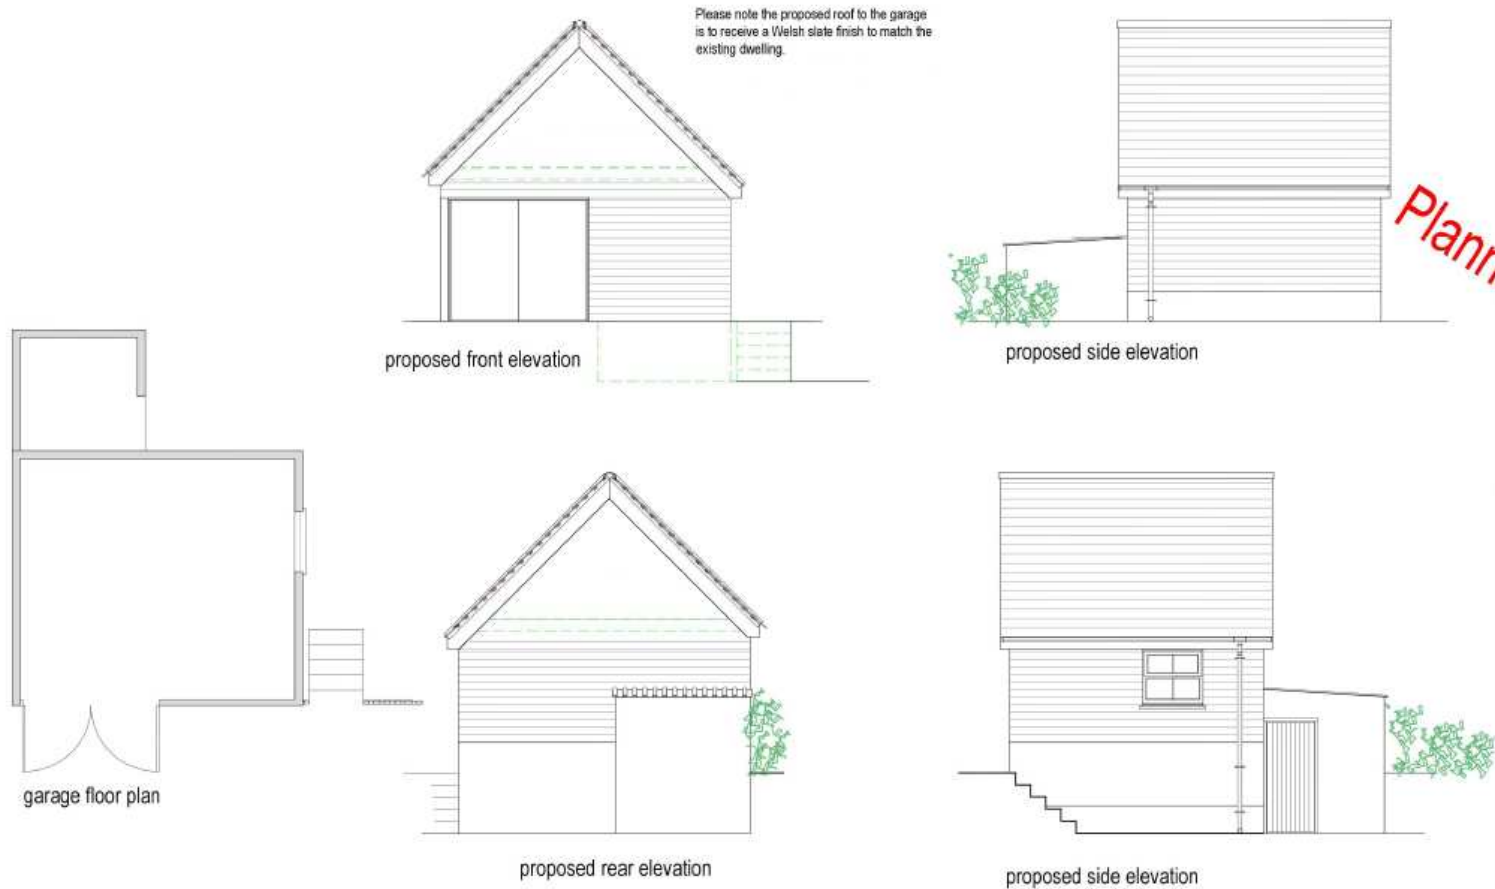 Please note the proposed roof to the garage
is to receive a Welsh slate finish to match the
existing dwelling.
proposed front elevation
proposed side elevation
garage floor plan
proposed rear elevation
proposed side elevation